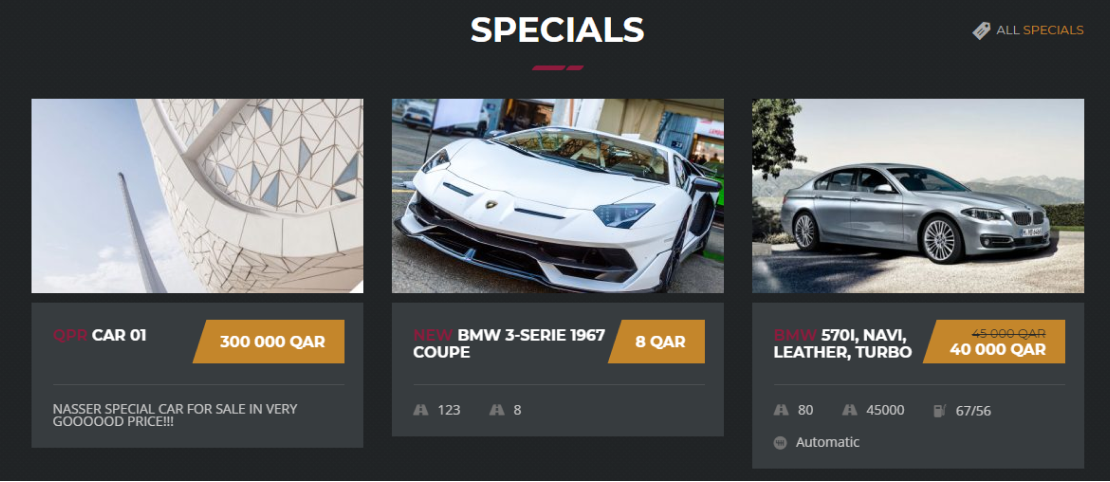 SPECIALS
ALL SPECIALS
QPR CAR 01
300 000 QAR
NASSER SPECIAL CAR FOR SALE IN VERY
GOOOOOD PRICE!!!
NEW BMW 3-SERIE 1967
COUPE
8 QAR
123
8
BMW 570I, NAVI,
LEATHER, TURBO
45 000 QAR
40 000 QAR
80
45000
67/56
Automatic